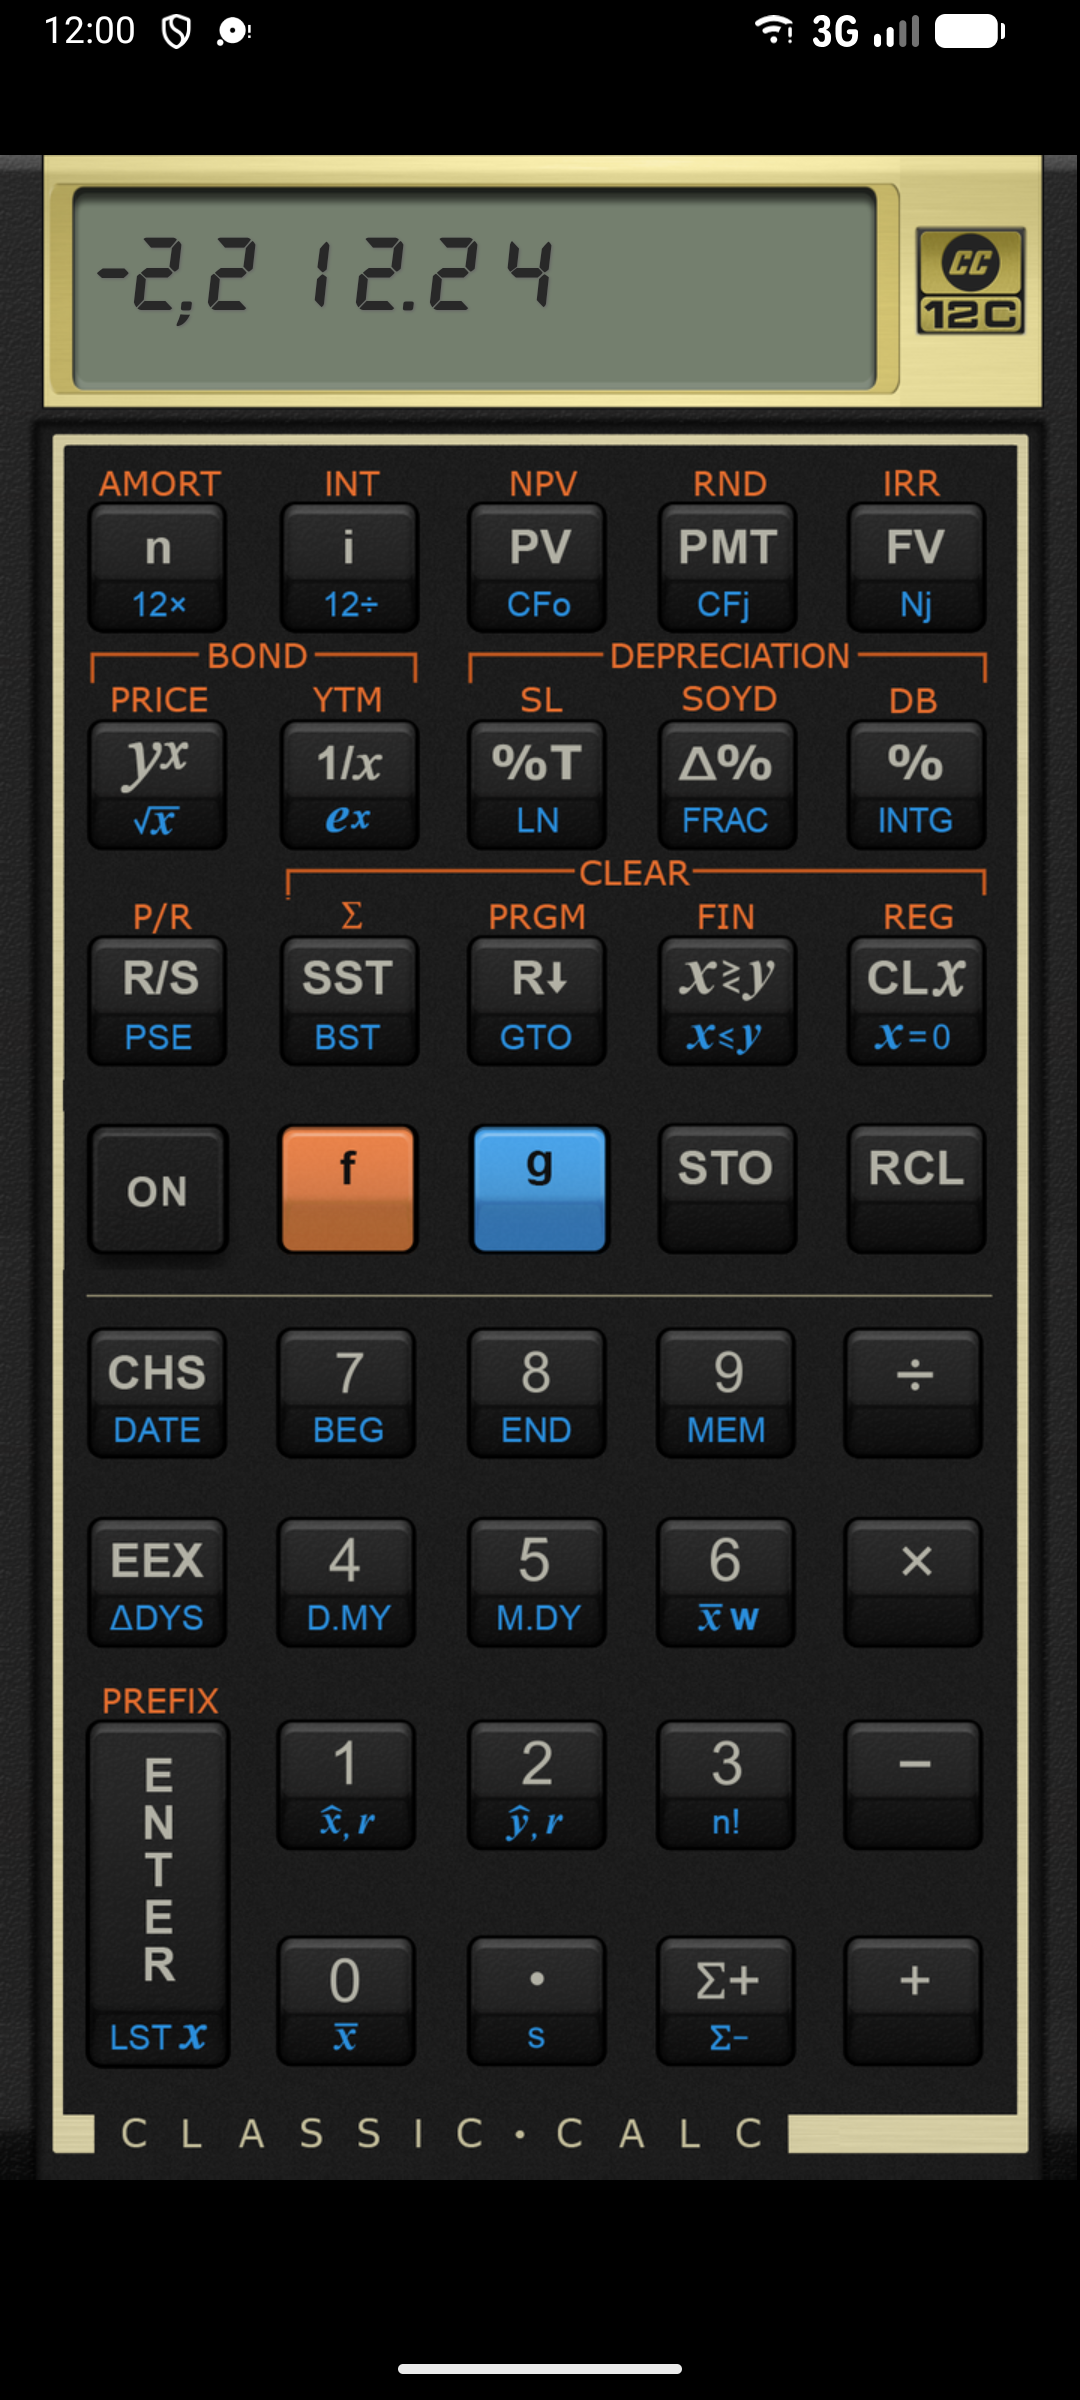 12:00 3G
-2,212.24
CC
12C
AMORT INT NPV RND IRR
n i PV PMT FV
12× 12÷ CFo CFj Nj
BOND DEPRECIATION
PRICE YTM SL SOYD DB
yx 1/x %T Δ% %
√x ex LN FRAC INTG
CLEAR
P/R Σ PRGM FIN REG
R/S SST R↓ x≷y CLx
PSE BST GTO x≤y x=0
ON f g STO RCL
CHS 7 8 9 ÷
DATE BEG END MEM
EEX 4 5 6 ×
ΔDYS D.MY M.DY x̅ w
PREFIX
ENTER 1 2 3 −
x̂,r ŷ,r n!
0 • Σ+ +
LST x x̅ s Σ−
CLASSIC•CALC